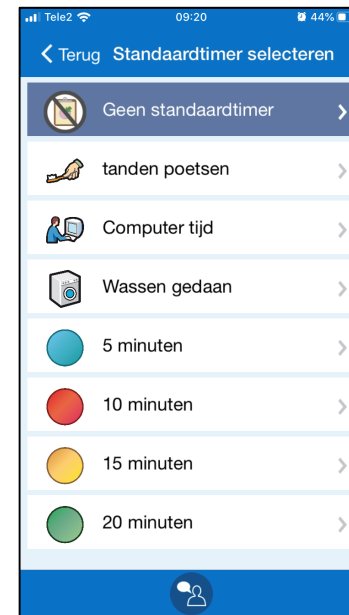 Tele2 09:20 44%
Terug Standaardtimer selecteren
Geen standaardtimer
tanden poetsen
Computer tijd
Wassen gedaan
5 minuten
10 minuten
15 minuten
20 minuten